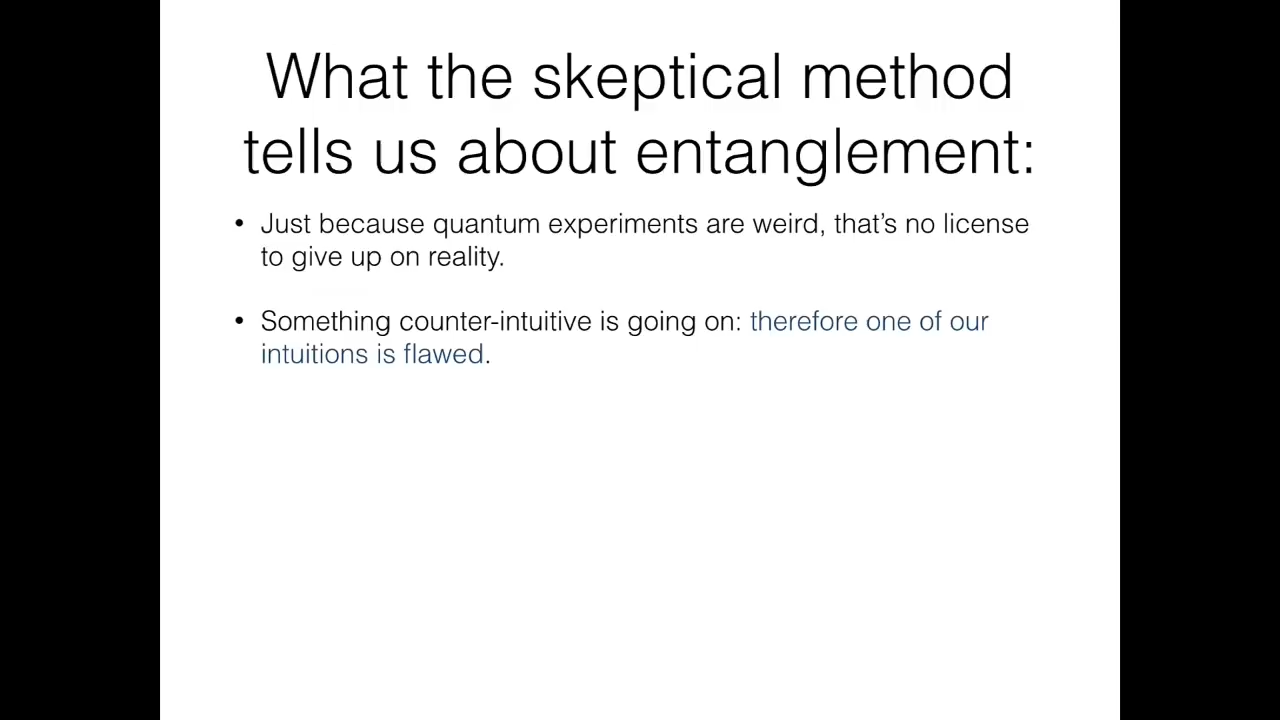 What the skeptical method
tells us about entanglement:
• Just because quantum experiments are weird, that's no license
to give up on reality.
• Something counter-intuitive is going on: therefore one of our
intuitions is flawed.